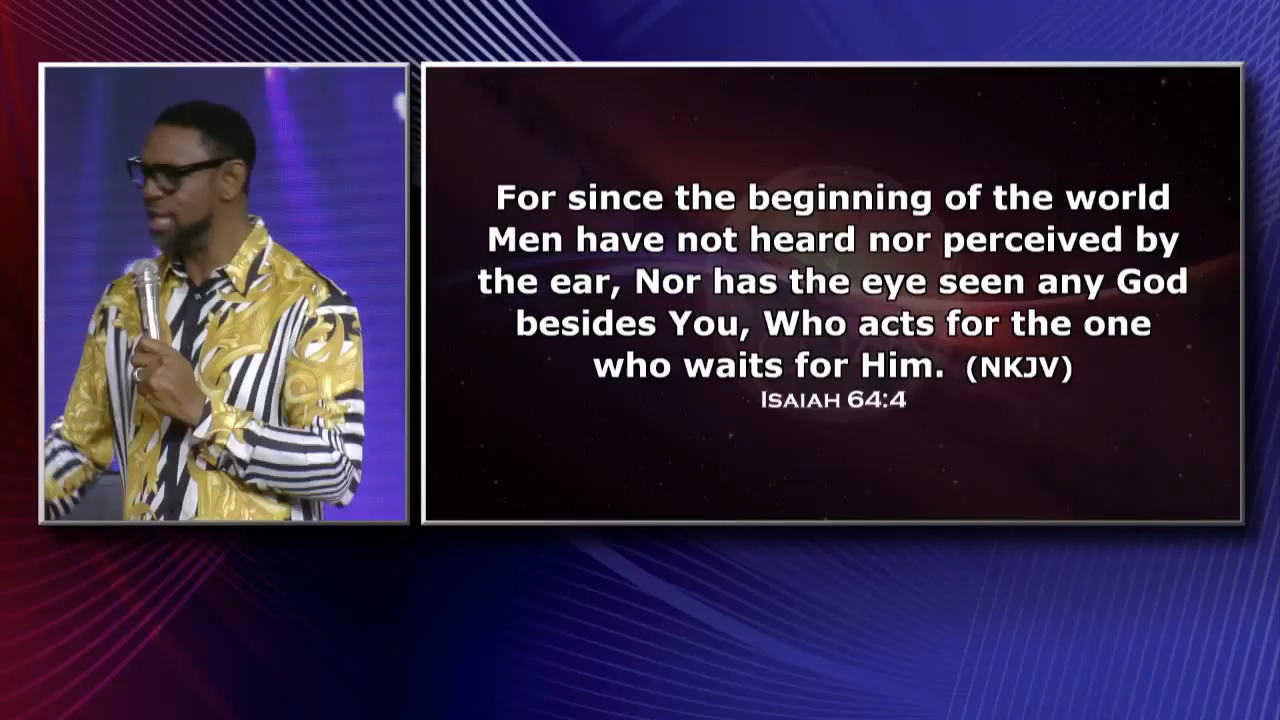 For since the beginning of the world
Men have not heard nor perceived by
the ear, Nor has the eye seen any God
besides You, Who acts for the one
who waits for Him. (NKJV)
Isaiah 64:4